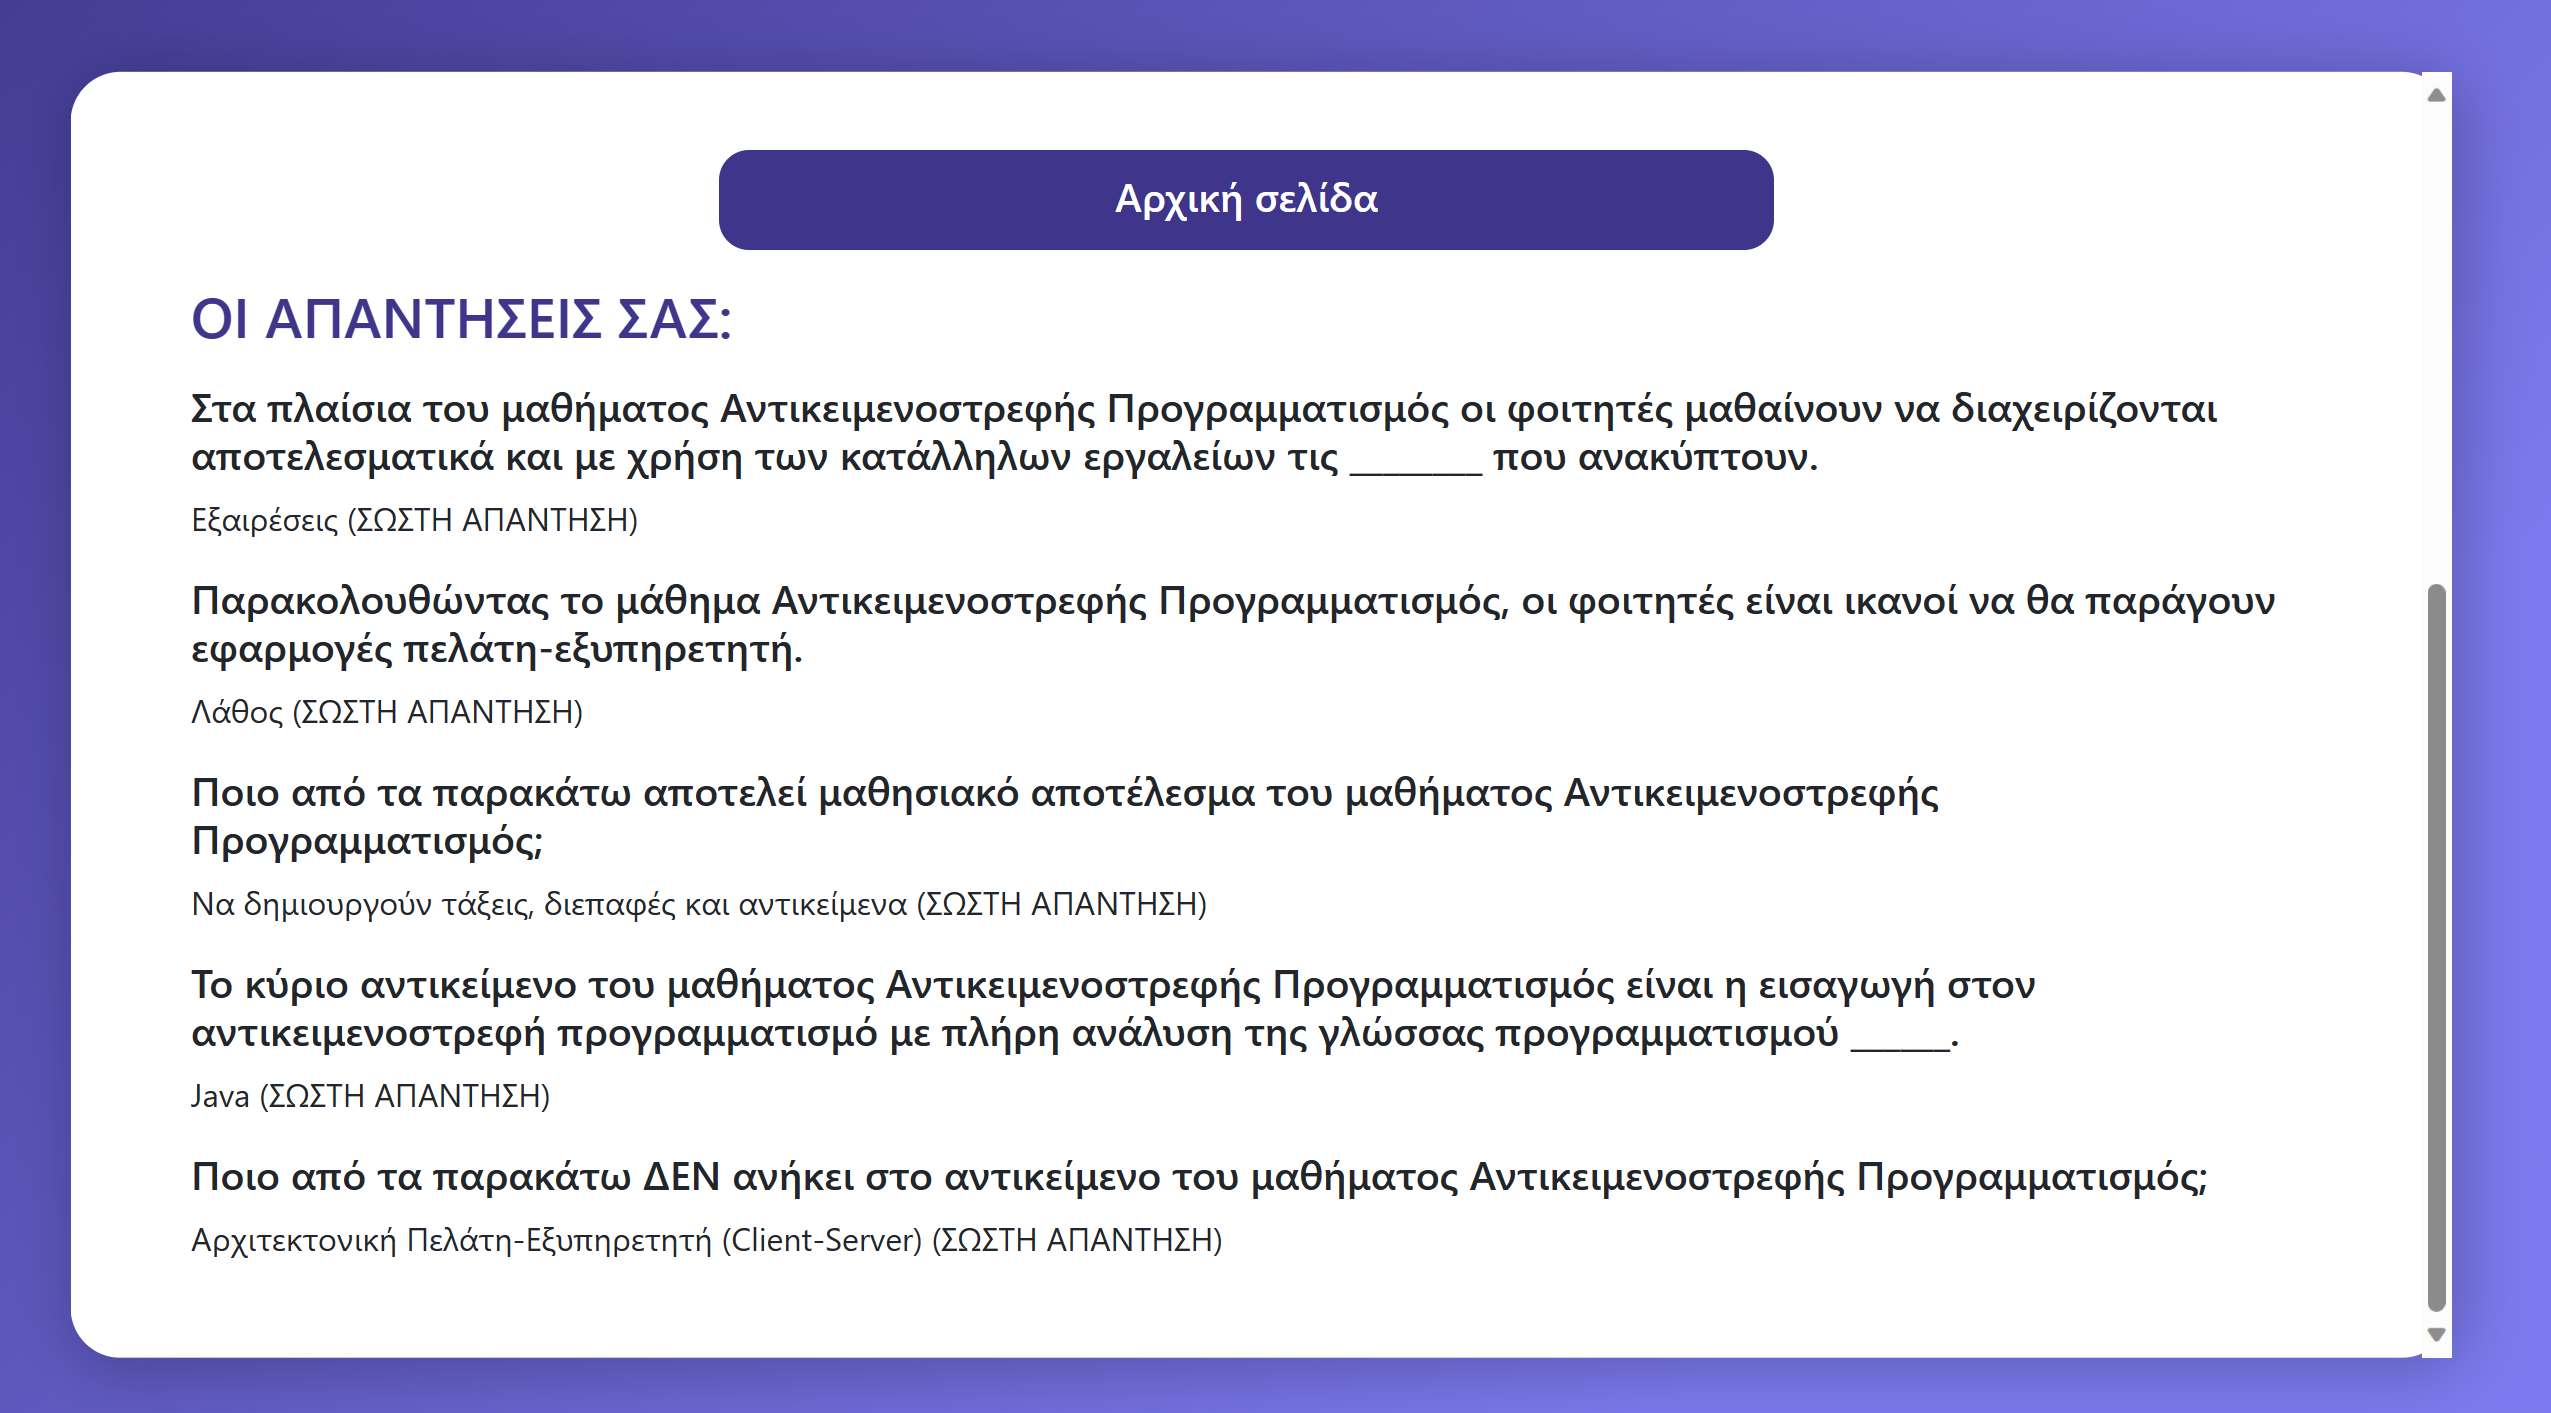 Αρχική σελίδα
ΟΙ ΑΠΑΝΤΗΣΕΙΣ ΣΑΣ:
Στα πλαίσια του μαθήματος Αντικειμενοστρεφής Προγραμματισμός οι φοιτητές μαθαίνουν να διαχειρίζονται
αποτελεσματικά και με χρήση των κατάλληλων εργαλείων τις ________ που ανακύπτουν.
Εξαιρέσεις (ΣΩΣΤΗ ΑΠΑΝΤΗΣΗ)
Παρακολουθώντας το μάθημα Αντικειμενοστρεφής Προγραμματισμός, οι φοιτητές είναι ικανοί να θα παράγουν
εφαρμογές πελάτη-εξυπηρετητή.
Λάθος (ΣΩΣΤΗ ΑΠΑΝΤΗΣΗ)
Ποιο από τα παρακάτω αποτελεί μαθησιακό αποτέλεσμα του μαθήματος Αντικειμενοστρεφής
Προγραμματισμός;
Να δημιουργούν τάξεις, διεπαφές και αντικείμενα (ΣΩΣΤΗ ΑΠΑΝΤΗΣΗ)
Το κύριο αντικείμενο του μαθήματος Αντικειμενοστρεφής Προγραμματισμός είναι η εισαγωγή στον
αντικειμενοστρεφή προγραμματισμό με πλήρη ανάλυση της γλώσσας προγραμματισμού ______.
Java (ΣΩΣΤΗ ΑΠΑΝΤΗΣΗ)
Ποιο από τα παρακάτω ΔΕΝ ανήκει στο αντικείμενο του μαθήματος Αντικειμενοστρεφής Προγραμματισμός;
Αρχιτεκτονική Πελάτη-Εξυπηρετητή (Client-Server) (ΣΩΣΤΗ ΑΠΑΝΤΗΣΗ)